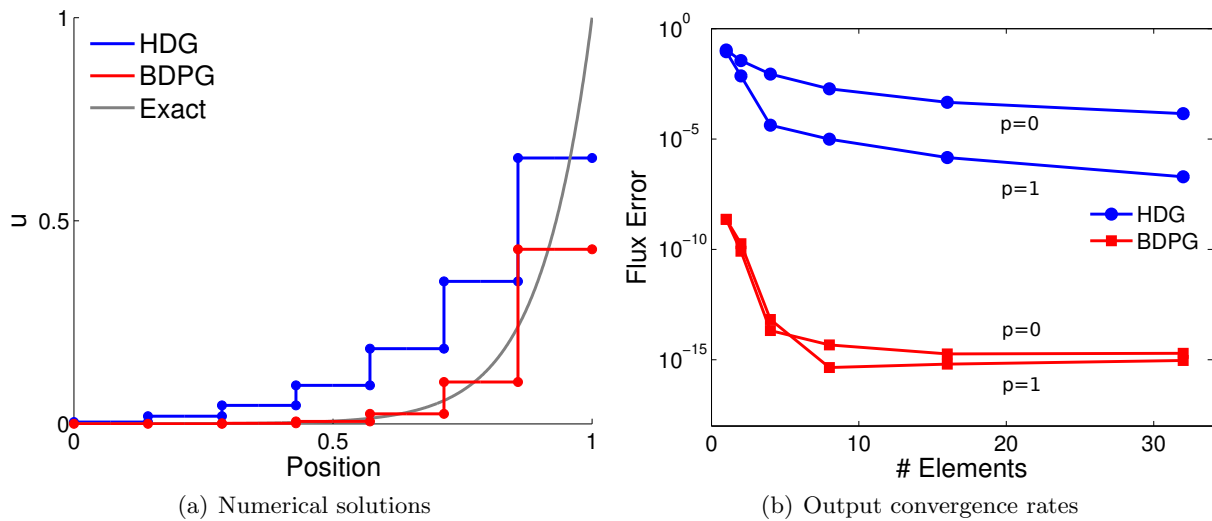 1
HDG
BDPG
Exact
u
0.5
0
0
0.5
1
Position
(a) Numerical solutions
10^0
10^-5
10^-10
10^-15
Flux Error
p=0
p=1
HDG
BDPG
p=0
p=1
0
10
20
30
# Elements
(b) Output convergence rates